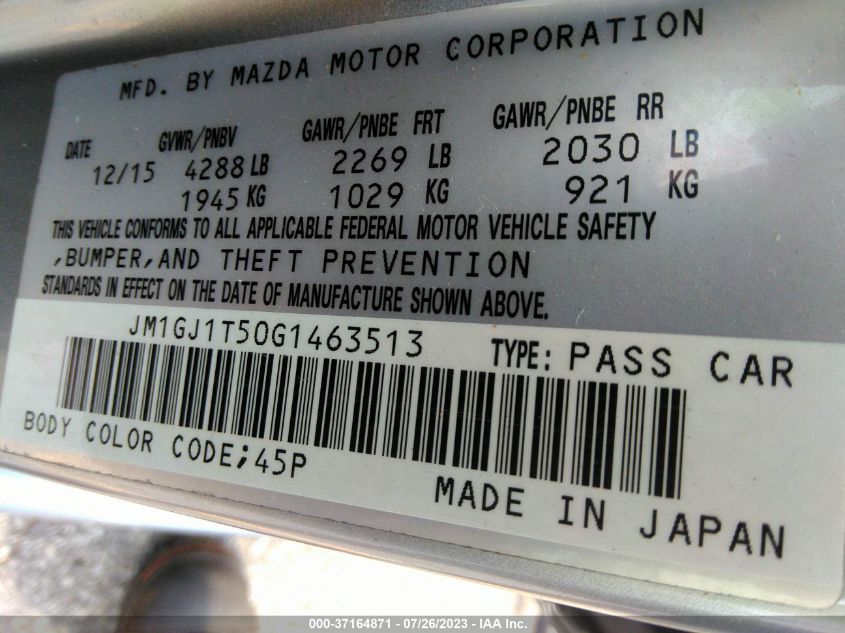 MFD. BY MAZDA MOTOR CORPORATION
DATE GVWR/PNBV GAWR/PNBE FRT GAWR/PNBE RR
12/15 4288 LB 2269 LB 2030 LB
1945 KG 1029 KG 921 KG
THIS VEHICLE CONFORMS TO ALL APPLICABLE FEDERAL MOTOR VEHICLE SAFETY
,BUMPER,AND THEFT PREVENTION
STANDARDS IN EFFECT ON THE DATE OF MANUFACTURE SHOWN ABOVE.
JM1GJ1T50G1463513 TYPE: PASS CAR
BODY COLOR CODE;45P
MADE IN JAPAN
000-37164871 - 07/26/2023 - IAA Inc.